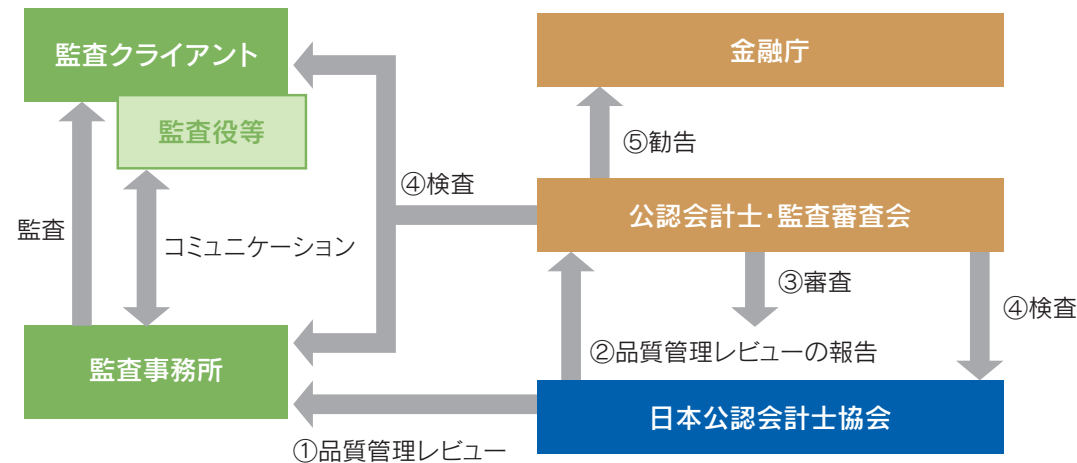 監査クライアント
監査役等
金融庁
⑤勧告
④検査
公認会計士・監査審査会
監査
コミュニケーション
③審査
④検査
監査事務所
②品質管理レビューの報告
日本公認会計士協会
①品質管理レビュー